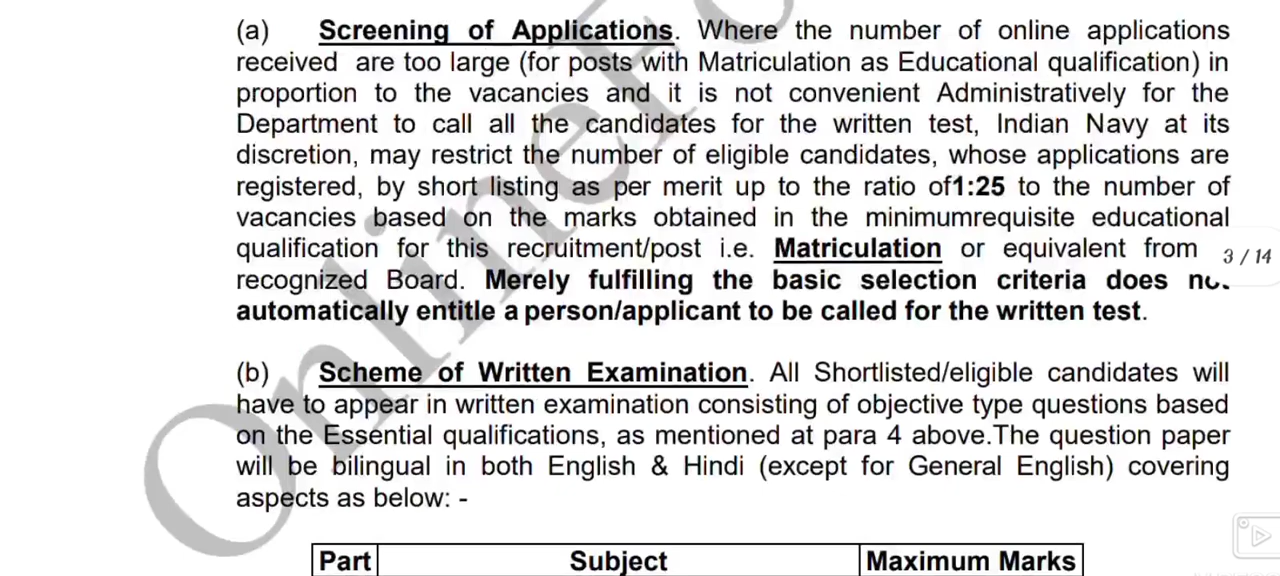 (a) Screening of Applications. Where the number of online applications
received are too large (for posts with Matriculation as Educational qualification) in
proportion to the vacancies and it is not convenient Administratively for the
Department to call all the candidates for the written test, Indian Navy at its
discretion, may restrict the number of eligible candidates, whose applications are
registered, by short listing as per merit up to the ratio of1:25 to the number of
vacancies based on the marks obtained in the minimumrequisite educational
qualification for this recruitment/post i.e. Matriculation or equivalent from
3 / 14
recognized Board. Merely fulfilling the basic selection criteria does
automatically entitle a person/applicant to be called for the written test.
(b) Scheme of Written Examination. All Shortlisted/eligible candidates will
have to appear in written examination consisting of objective type questions based
on the Essential qualifications, as mentioned at para 4 above.The question paper
will be bilingual in both English & Hindi (except for General English) covering
aspects as below: -
Part Subject Maximum Marks